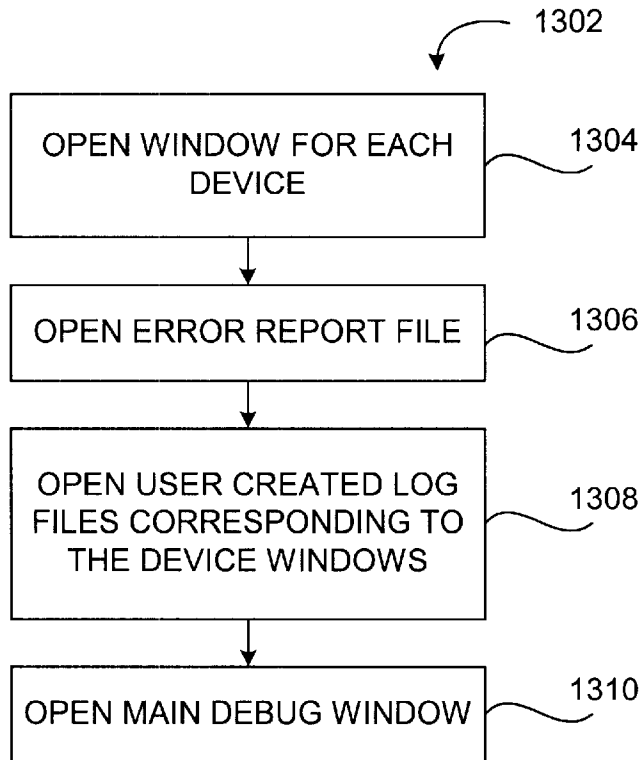 1302
OPEN WINDOW FOR EACH
DEVICE
1304
OPEN ERROR REPORT FILE
1306
OPEN USER CREATED LOG
FILES CORRESPONDING TO
THE DEVICE WINDOWS
1308
OPEN MAIN DEBUG WINDOW
1310